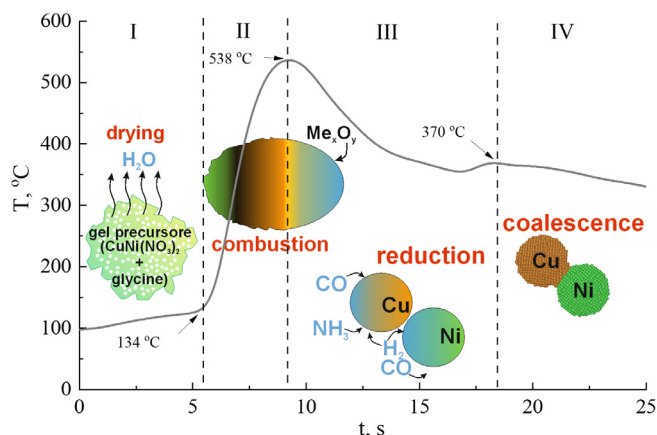 600
500
400
300
200
100
0
T, °C
I
II
III
IV
538 °C
drying
H₂O
MeₓOᵧ
370 °C
gel precursore
(CuNi(NO₃)₂
+
glycine)
combustion
coalescence
reduction
Cu
Ni
CO
Cu
NH₃
H₂
Ni
CO
134 °C
0
5
10
15
20
25
t, s